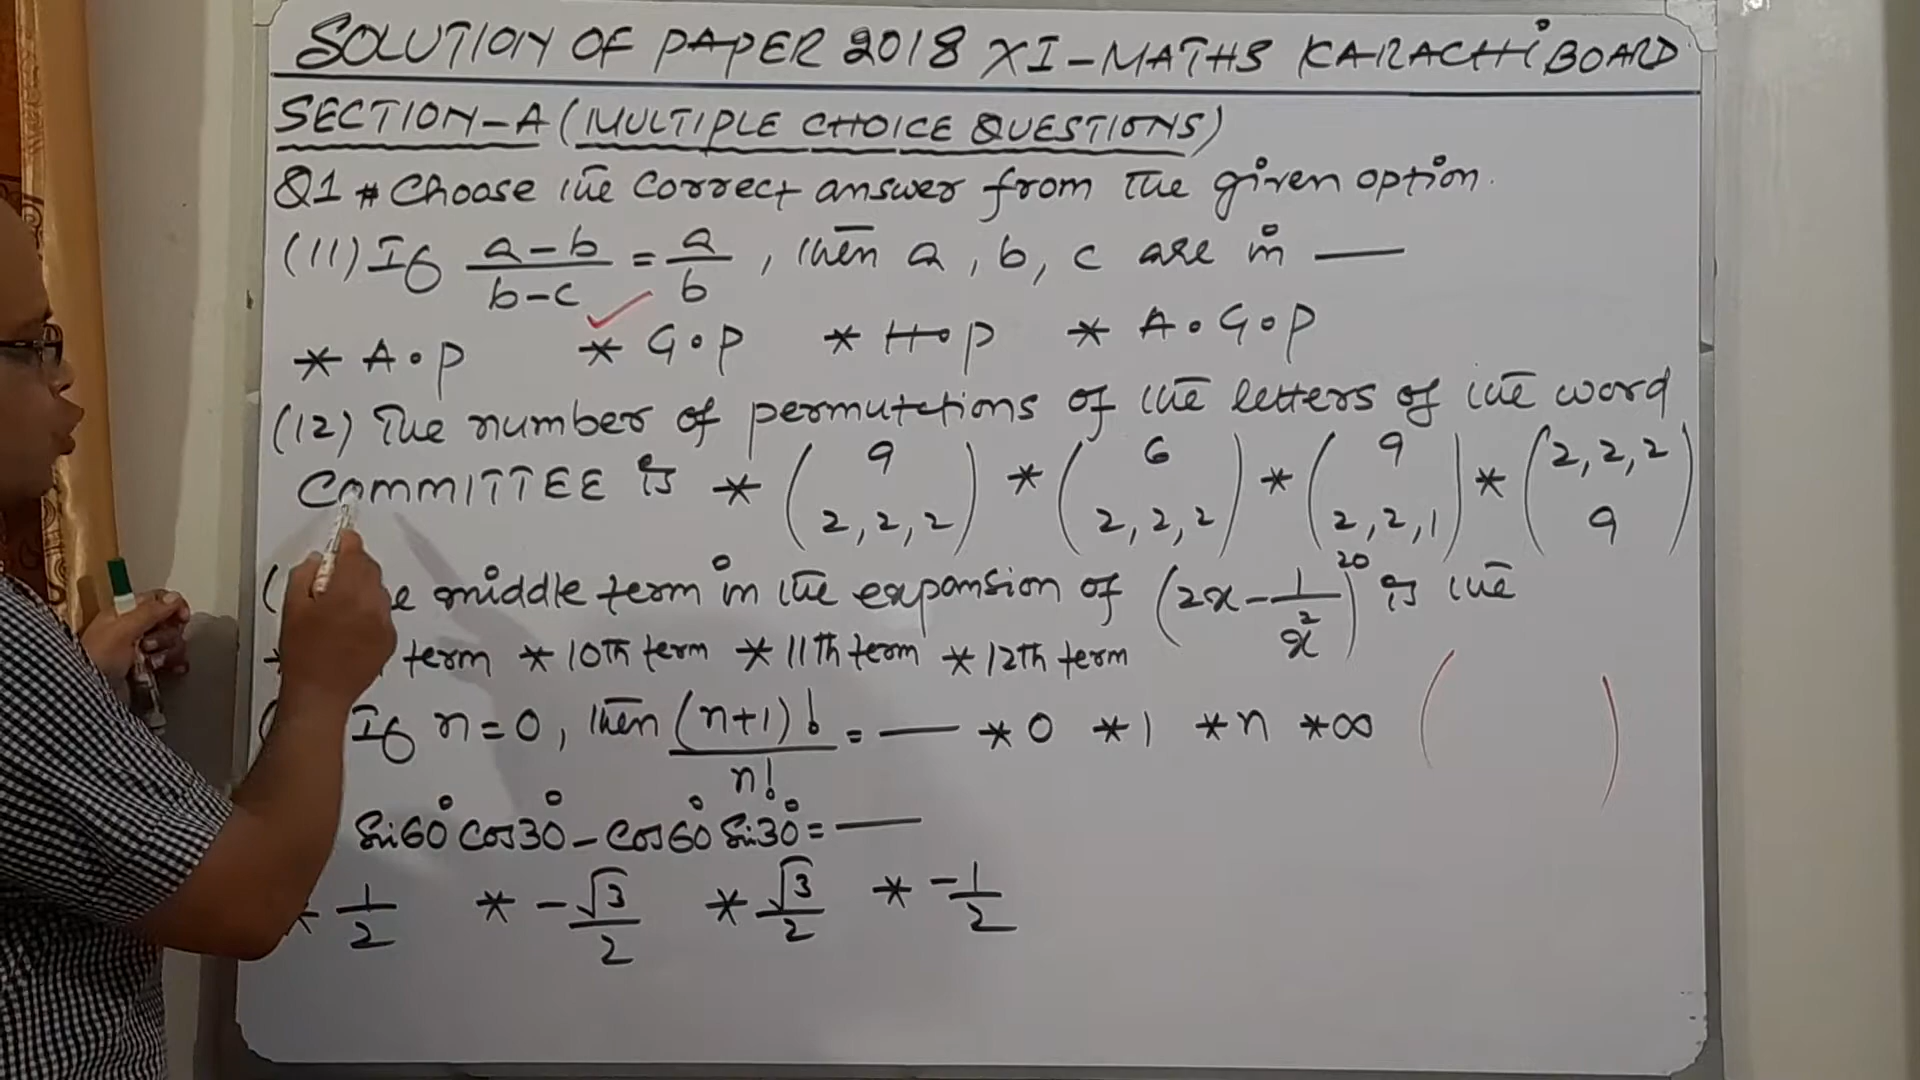 SOLUTION OF PAPER 2018 XI-MATHS KARACHI BOARD
SECTION-A (MULTIPLE CHOICE QUESTIONS)
Q1 # Choose the correct answer from the given option.
(11) If (a-b)/(b-c) = a/b, then a, b, c are in —
* A.P * G.P * H.P * A.G.P
(12) The number of permutetions of the letters of the word
COMMITTEE is * (9 2,2,2) * (6 2,2,2) * (9 2,2,1) * (2,2,2 9)
( e middle term in the expansion of (2x - 1/x²)²⁰ is the
term * 10th term * 11th term * 12th term
If n=0, then (n+1)!/n! = — * 0 * 1 * n * ∞ ( )
Sin60° Cos30° - Cos60° Sin30° = —
* 1/2 * -√3/2 * √3/2 * -1/2